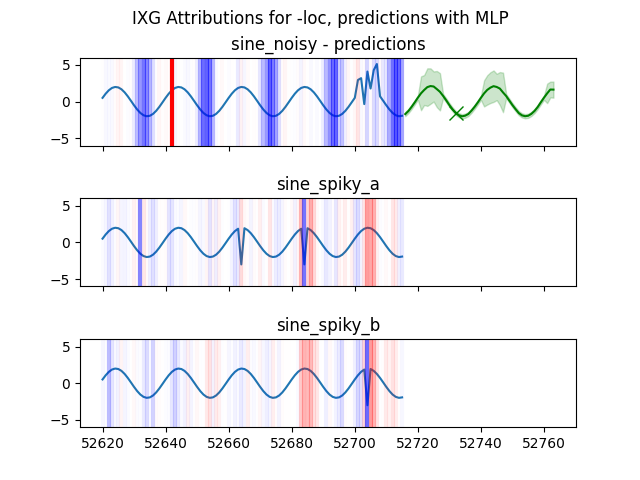 IXG Attributions for -loc, predictions with MLP
sine_noisy - predictions
5
0
−5
sine_spiky_a
5
0
−5
sine_spiky_b
5
0
−5
52620 52640 52660 52680 52700 52720 52740 52760